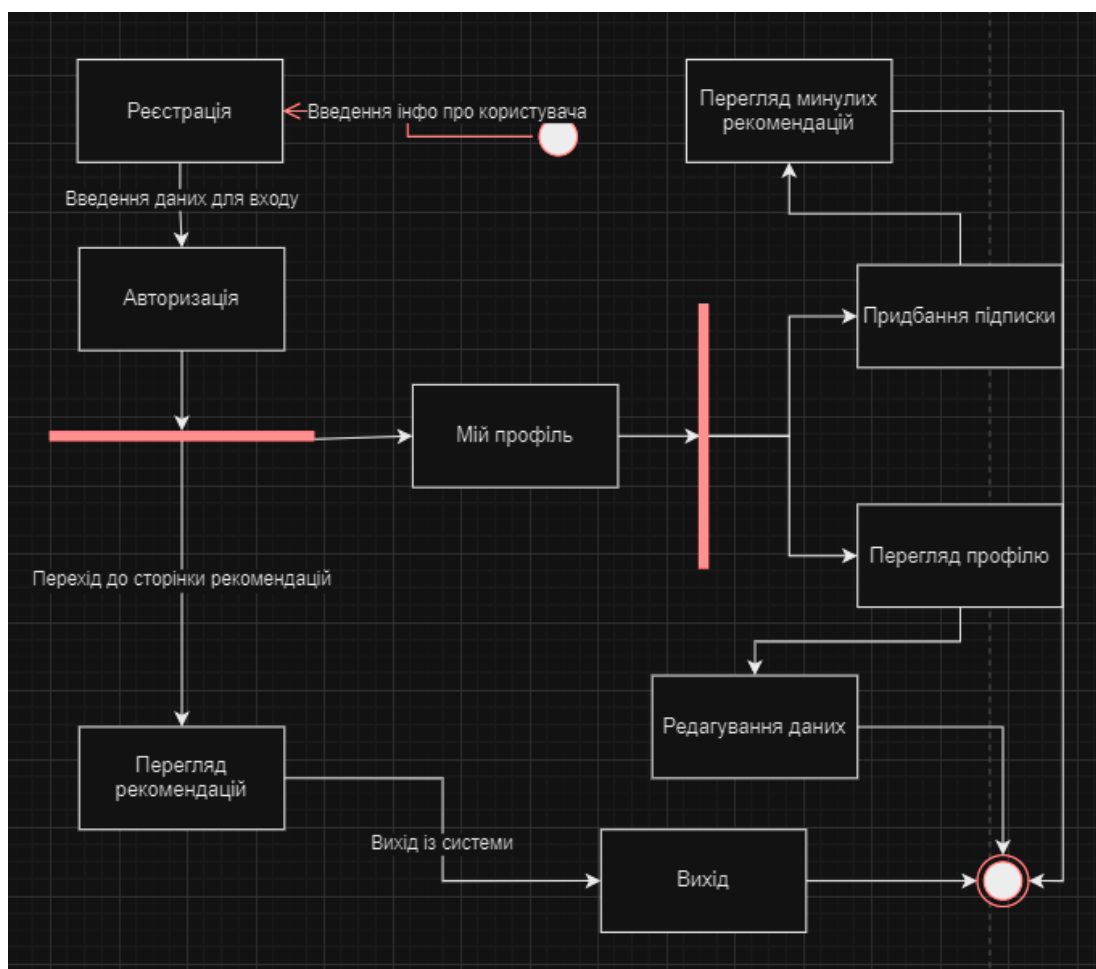 Реєстрація
Введення інфо про користувача
Перегляд минулих
рекомендацій
Введення даних для входу
Авторизація
Придбання підписки
Мій профіль
Перегляд профілю
Перехід до сторінки рекомендацій
Редагування даних
Перегляд
рекомендацій
Вихід із системи
Вихід